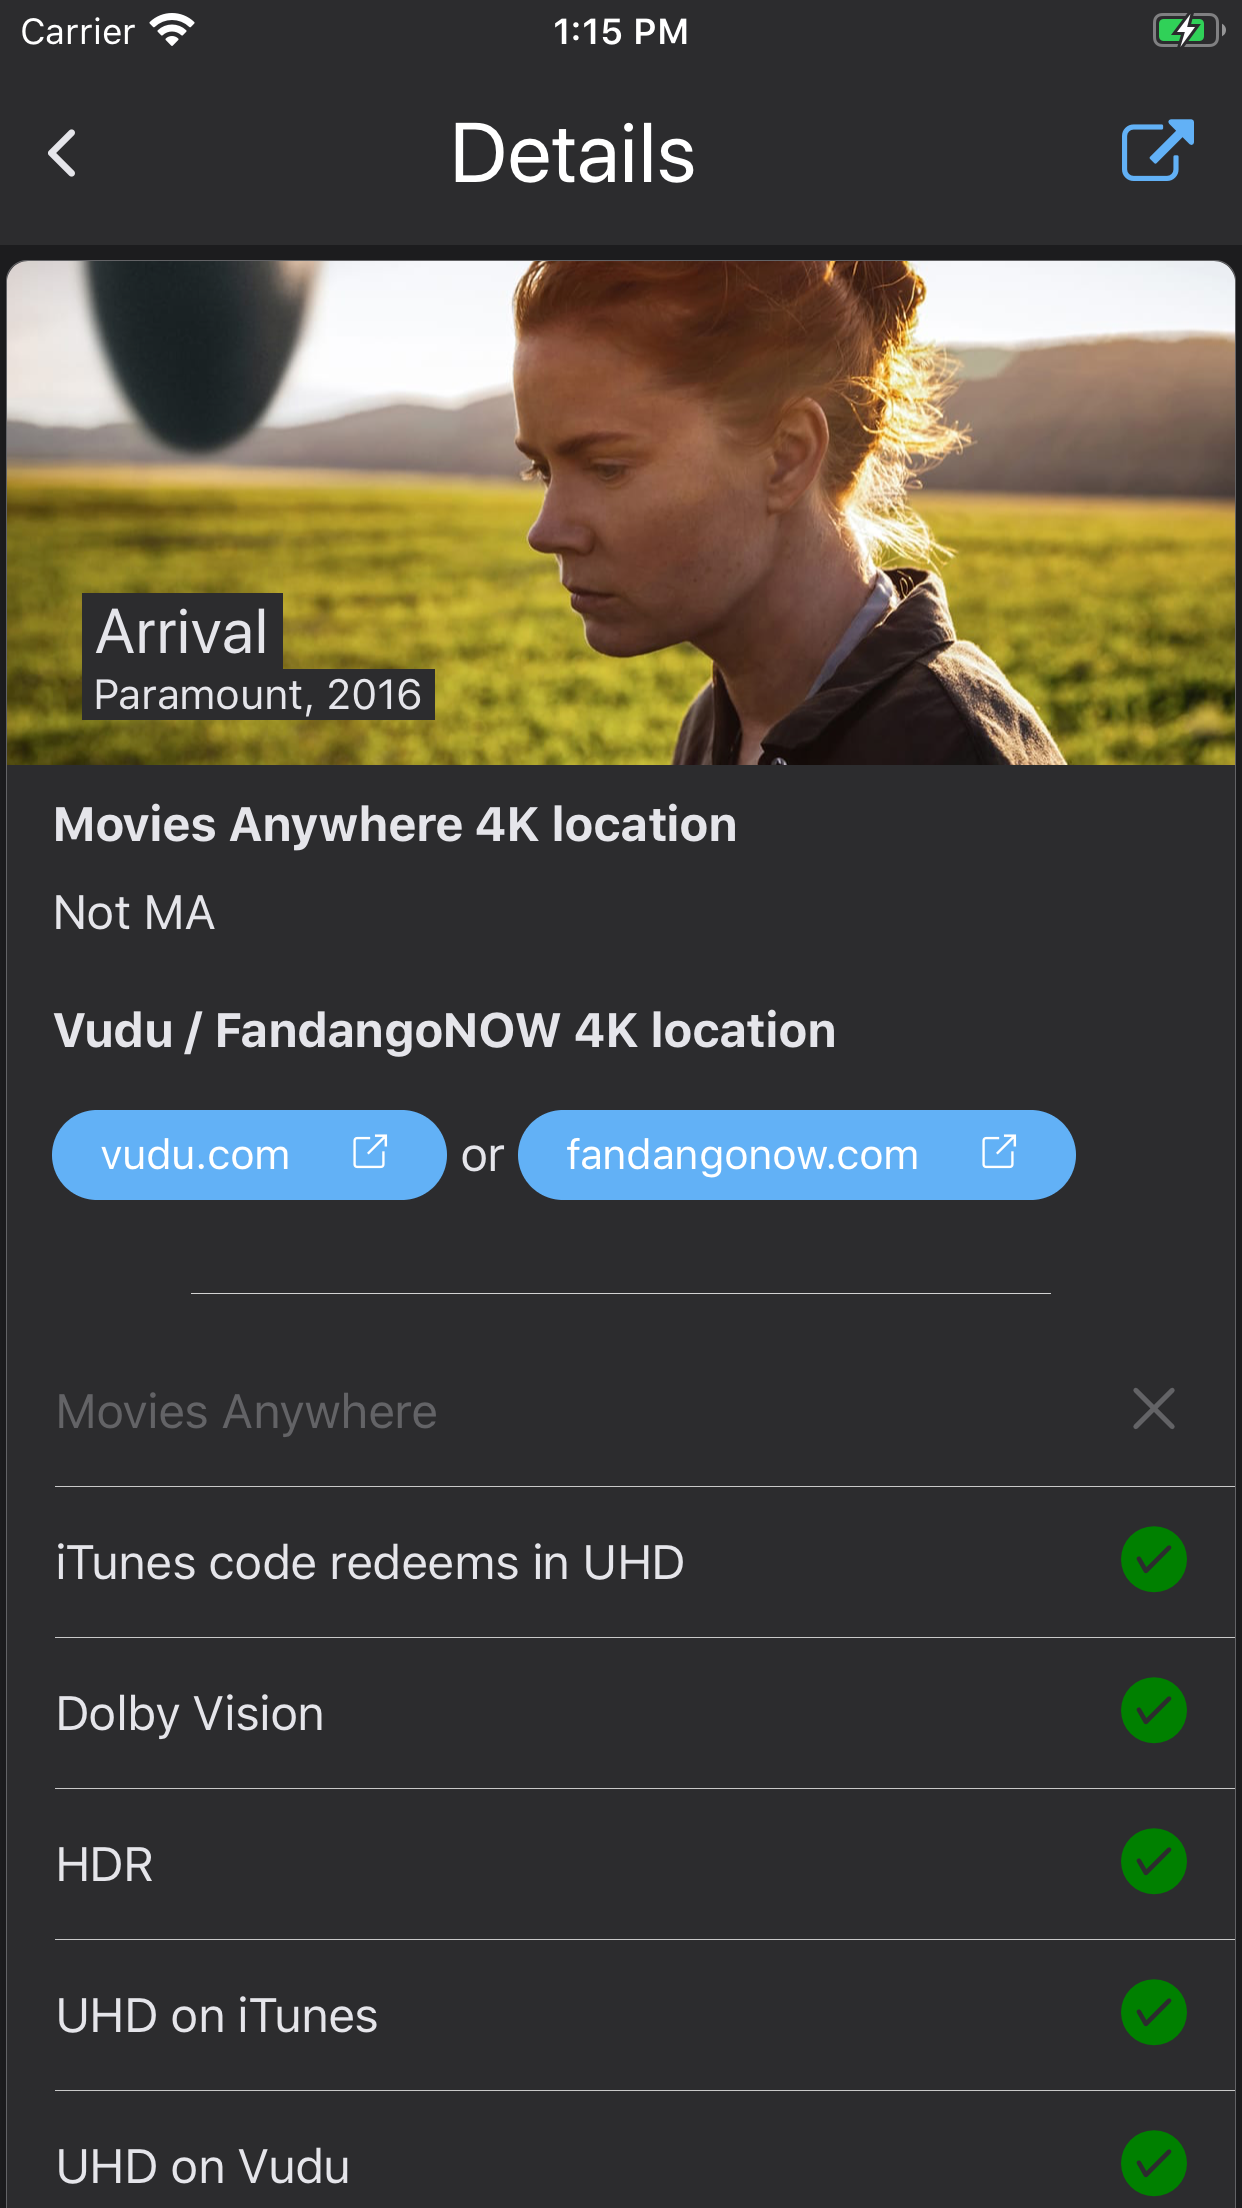 Carrier 1:15 PM
Details
Arrival
Paramount, 2016
Movies Anywhere 4K location
Not MA
Vudu / FandangoNOW 4K location
vudu.com or fandangonow.com
Movies Anywhere
iTunes code redeems in UHD
Dolby Vision
HDR
UHD on iTunes
UHD on Vudu